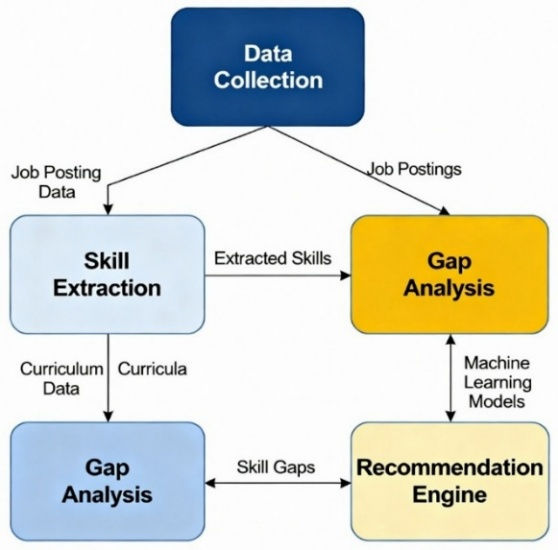 Data
Collection
Job Posting
Data
Job Postings
Skill
Extraction
Extracted Skills
Gap
Analysis
Curriculum
Data
Curricula
Machine
Learning
Models
Gap
Analysis
Skill Gaps
Recommendation
Engine